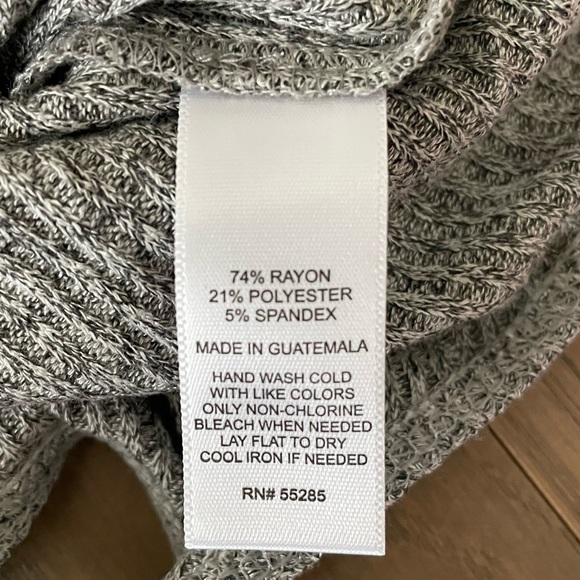 74% RAYON
21% POLYESTER
5% SPANDEX
MADE IN GUATEMALA
HAND WASH COLD
WITH LIKE COLORS
ONLY NON-CHLORINE
BLEACH WHEN NEEDED
LAY FLAT TO DRY
COOL IRON IF NEEDED
RN# 55285